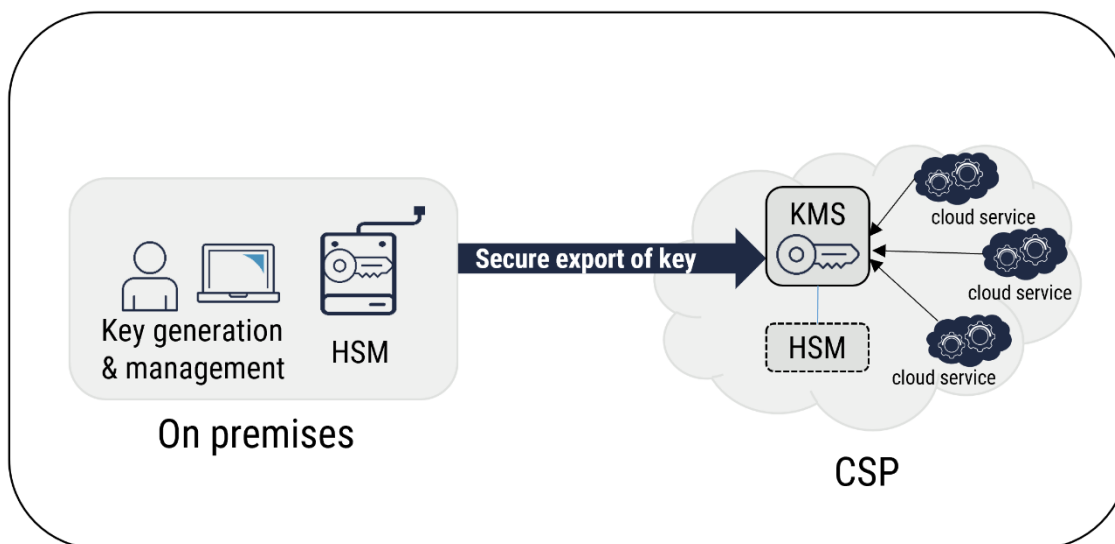 Key generation
& management
HSM
On premises
Secure export of key
KMS
HSM
cloud service
cloud service
cloud service
CSP